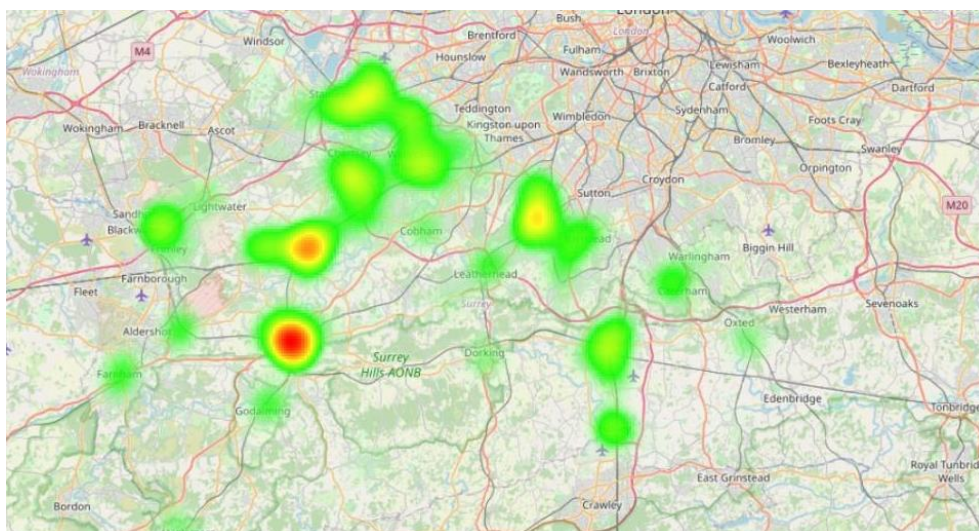 London
Bush
Woolwich
Brentford
London
Windsor
M4
Hounslow
Fulham
Wandsworth
Brixton
Lewisham
Bexleyheath
Wokingham
Catford
Dartford
Teddington
Sydenham
Wimbledon
Kingston upon
Thames
Foots Cray
Wokingham
Bracknell
Ascot
Bromley
Swanley
Orpington
Croydon
Sutton
Lightwater
M20
Cobham
Biggin Hill
Warlingham
Farnborough
Leatherhead
Fleet
Sevenoaks
Surrey
Westerham
Aldershot
Oxted
Dorking
Surrey
Hills AONB
Farnham
Edenbridge
Godalming
Tonbridge
Royal Tunbridge
Wells
East Grinstead
Crawley
Bordon